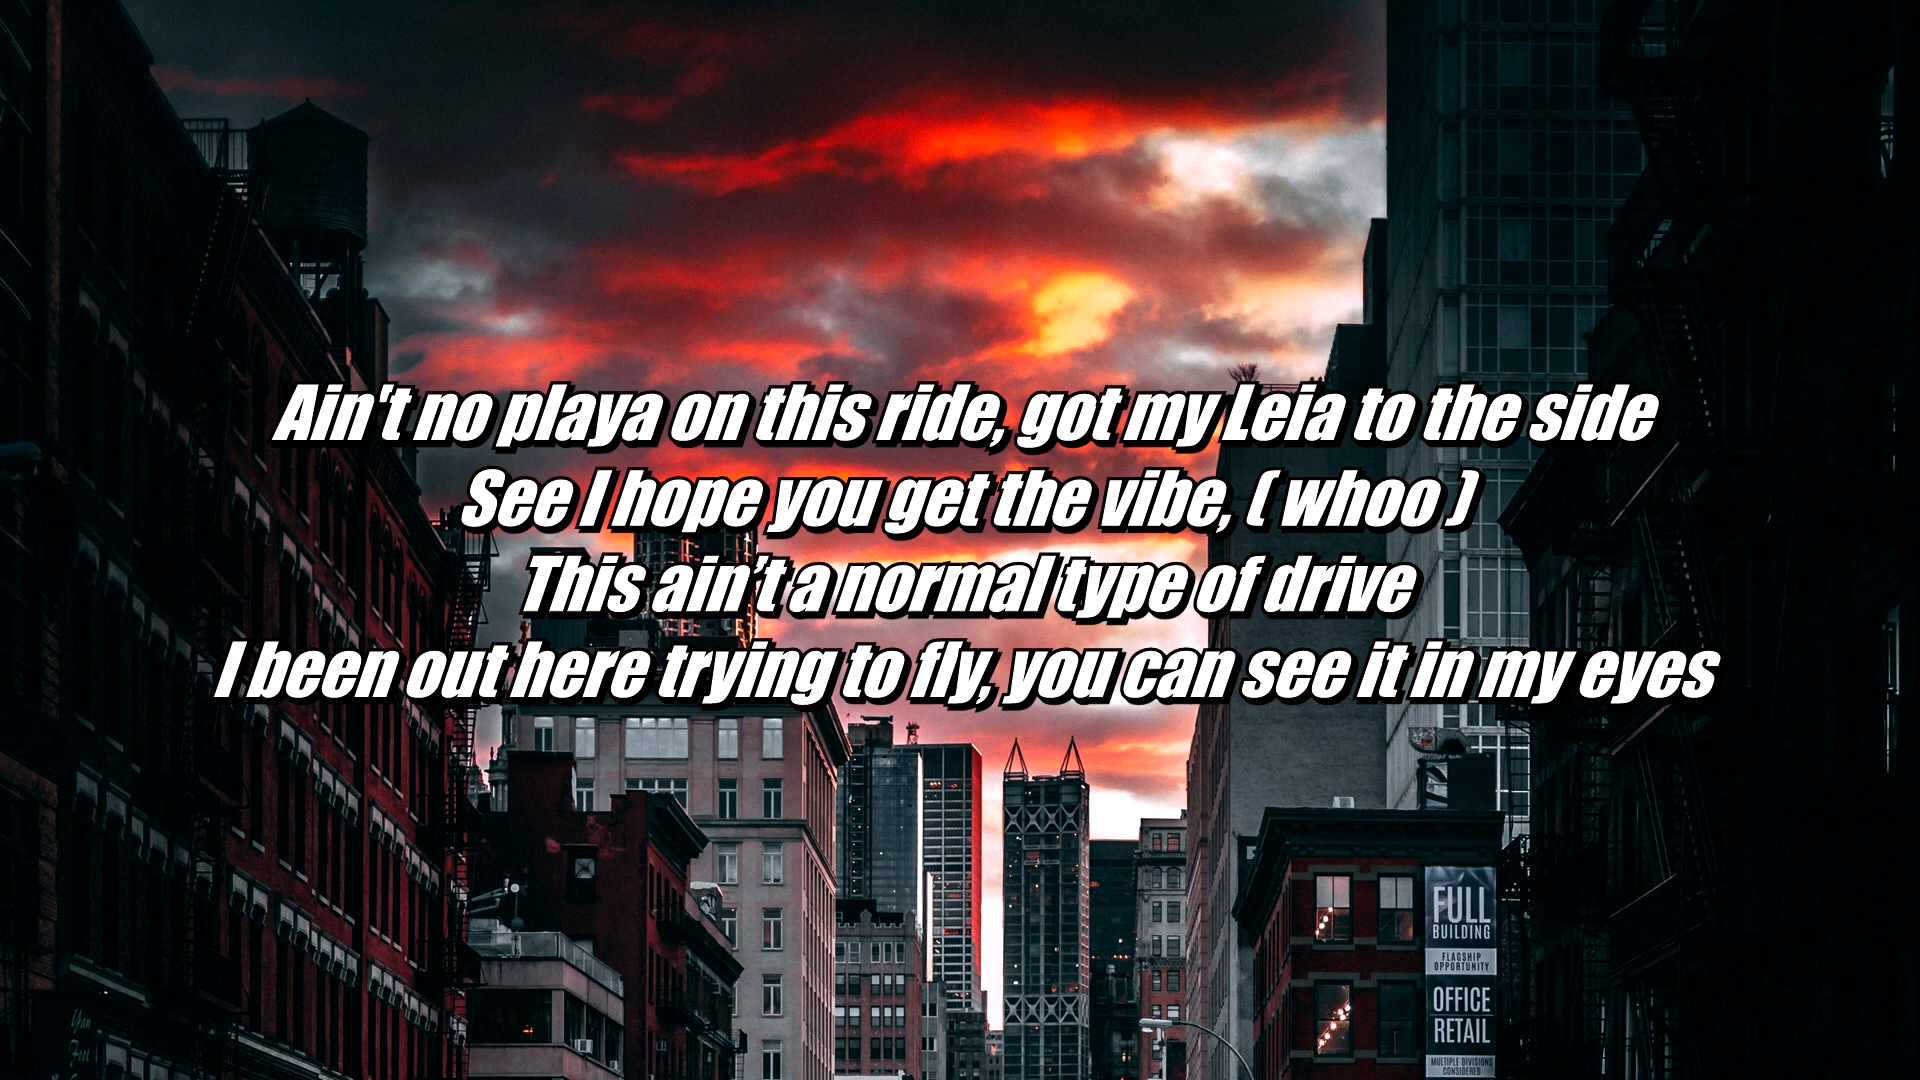 Ain't no playa on this ride, got my Leia to the side
See I hope you get the vibe, ( whoo )
This ain’t a normal type of drive
I been out here trying to fly, you can see it in my eyes
FULL
BUILDING
FLAGSHIP
OPPORTUNITY
OFFICE
RETAIL
MULTIPLE DIVISIONS
CONSIDERED